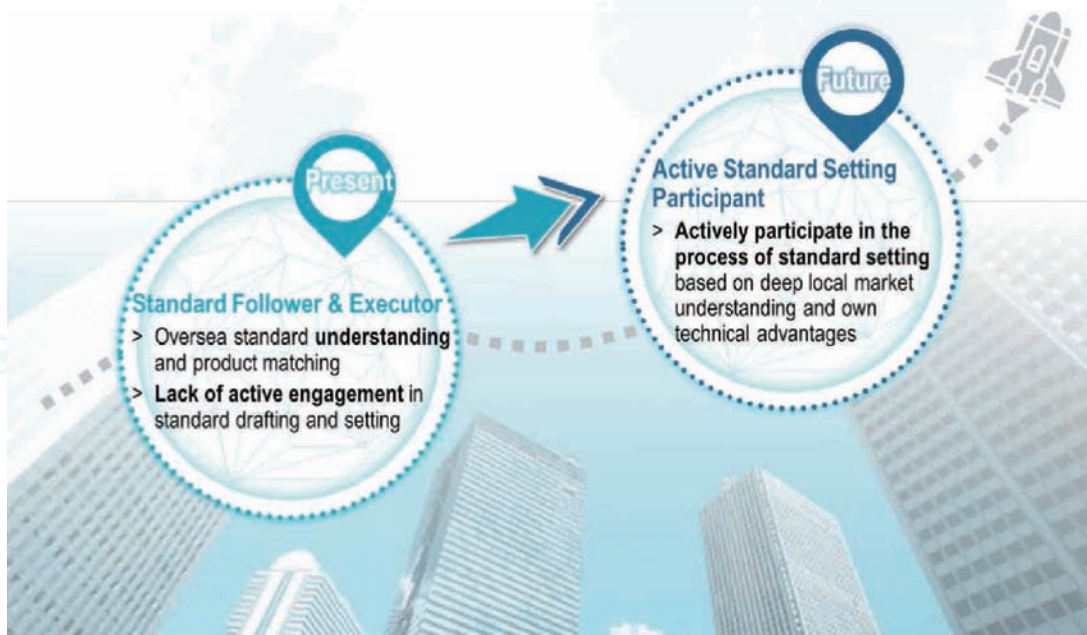 Present
Standard Follower & Executor
> Oversea standard understanding
and product matching
> Lack of active engagement in
standard drafting and setting
Future
Active Standard Setting
Participant
> Actively participate in the
process of standard setting
based on deep local market
understanding and own
technical advantages